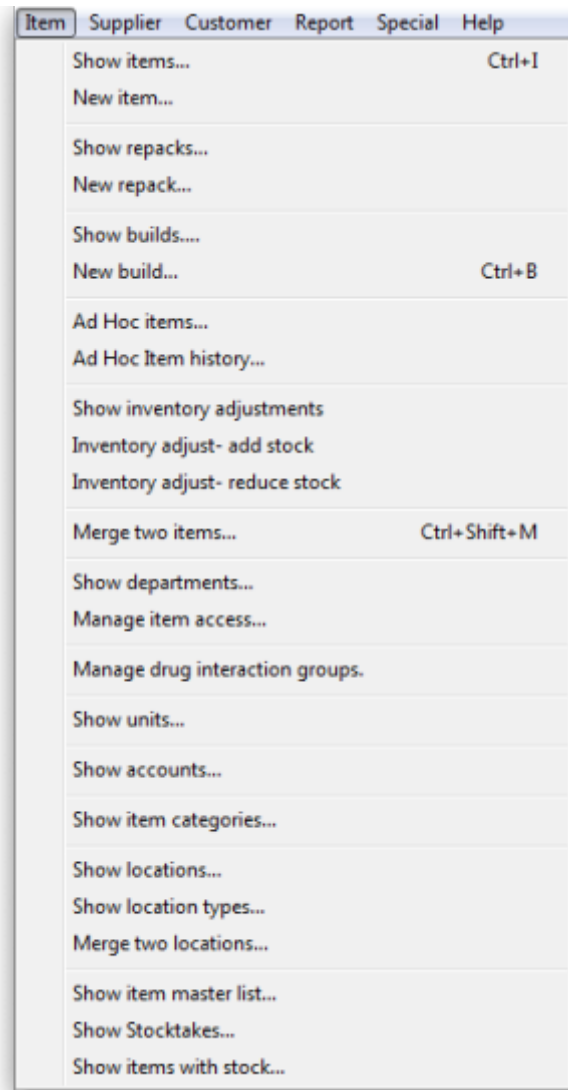 Item Supplier Customer Report Special Help
Show items... Ctrl+I
New item...
Show repacks...
New repack...
Show builds....
New build... Ctrl+B
Ad Hoc items...
Ad Hoc Item history...
Show inventory adjustments
Inventory adjust- add stock
Inventory adjust- reduce stock
Merge two items... Ctrl+Shift+M
Show departments...
Manage item access...
Manage drug interaction groups.
Show units...
Show accounts...
Show item categories...
Show locations...
Show location types...
Merge two locations...
Show item master list...
Show Stocktakes...
Show items with stock...